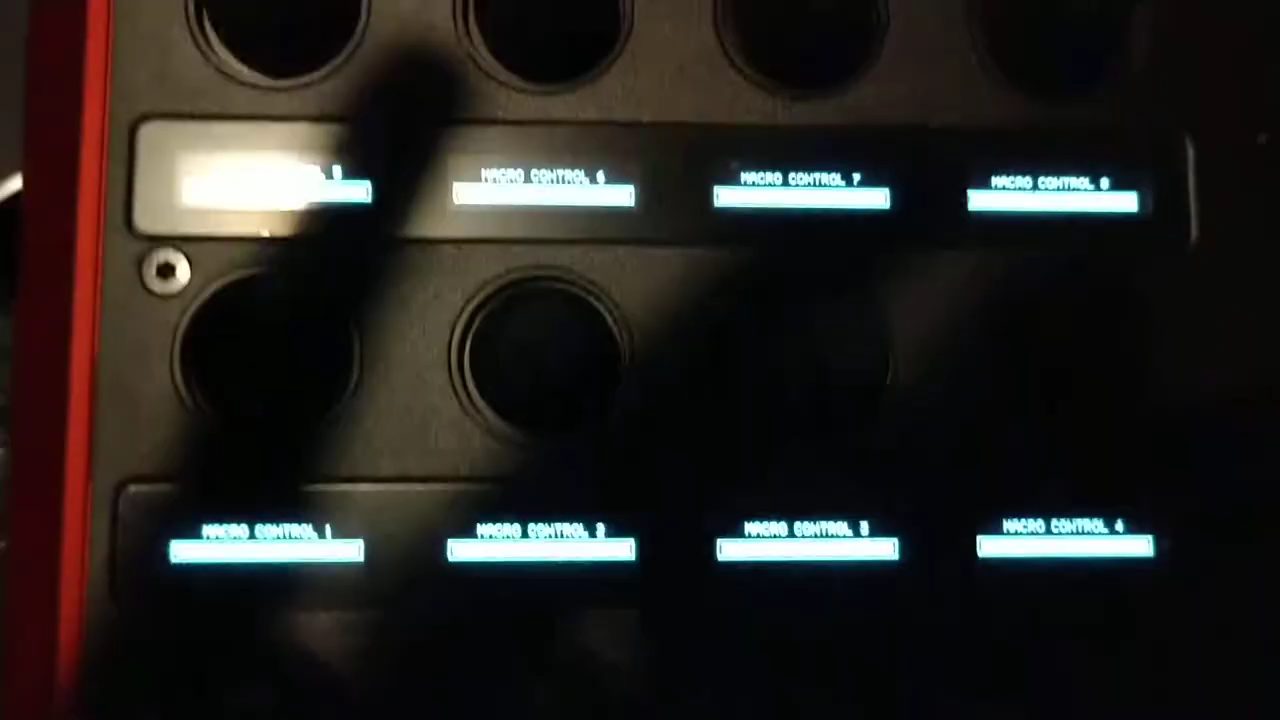 L 5
MACRO CONTROL 6
MACRO CONTROL 7
MACRO CONTROL 8
MACRO CONTROL 1
MACRO CONTROL 2
MACRO CONTROL 3
MACRO CONTROL 4